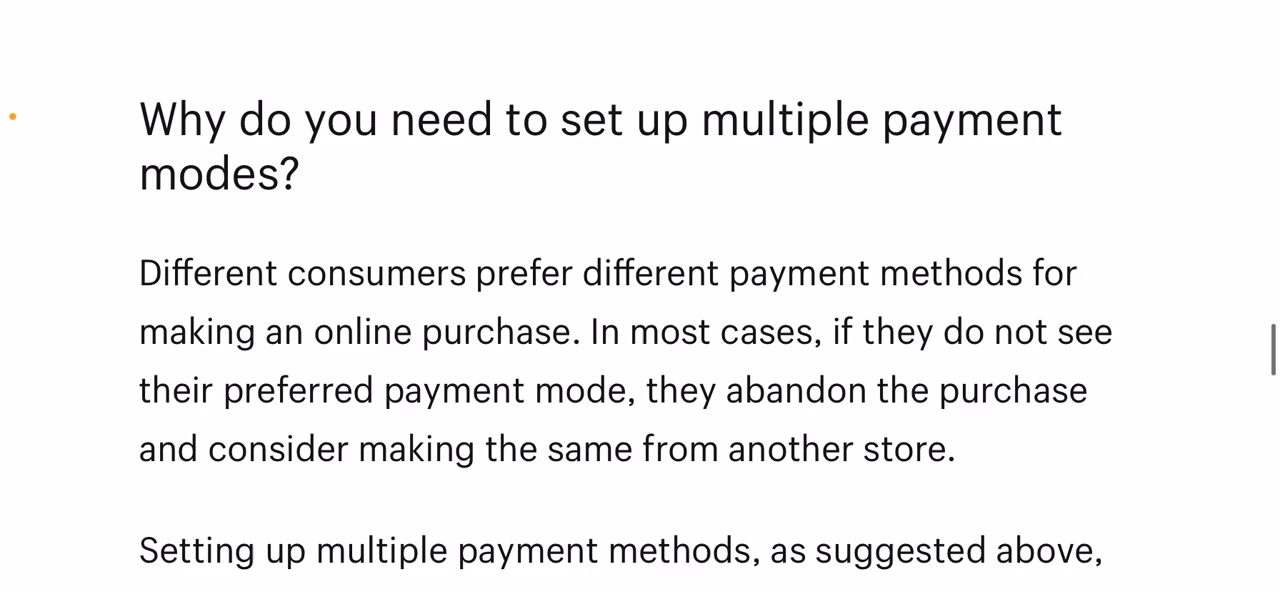 Why do you need to set up multiple payment
modes?
Different consumers prefer different payment methods for
making an online purchase. In most cases, if they do not see
their preferred payment mode, they abandon the purchase
and consider making the same from another store.
Setting up multiple payment methods, as suggested above,